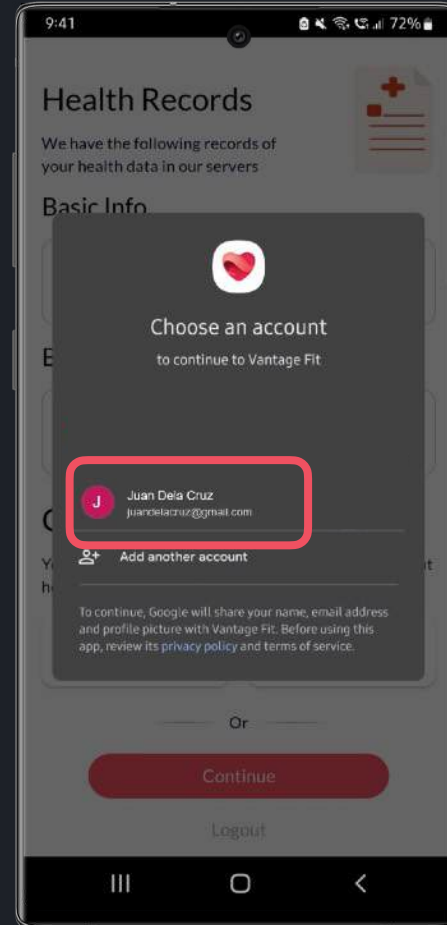 9:41
72%
Health Records
We have the following records of
your health data in our servers
Basic Info
Choose an account
to continue to Vantage Fit
J
Juan Dela Cruz
juandelacruz@gmail.com
Add another account
To continue, Google will share your name, email address
and profile picture with Vantage Fit. Before using this
app, review its privacy policy and terms of service.
Or
Continue
Logout